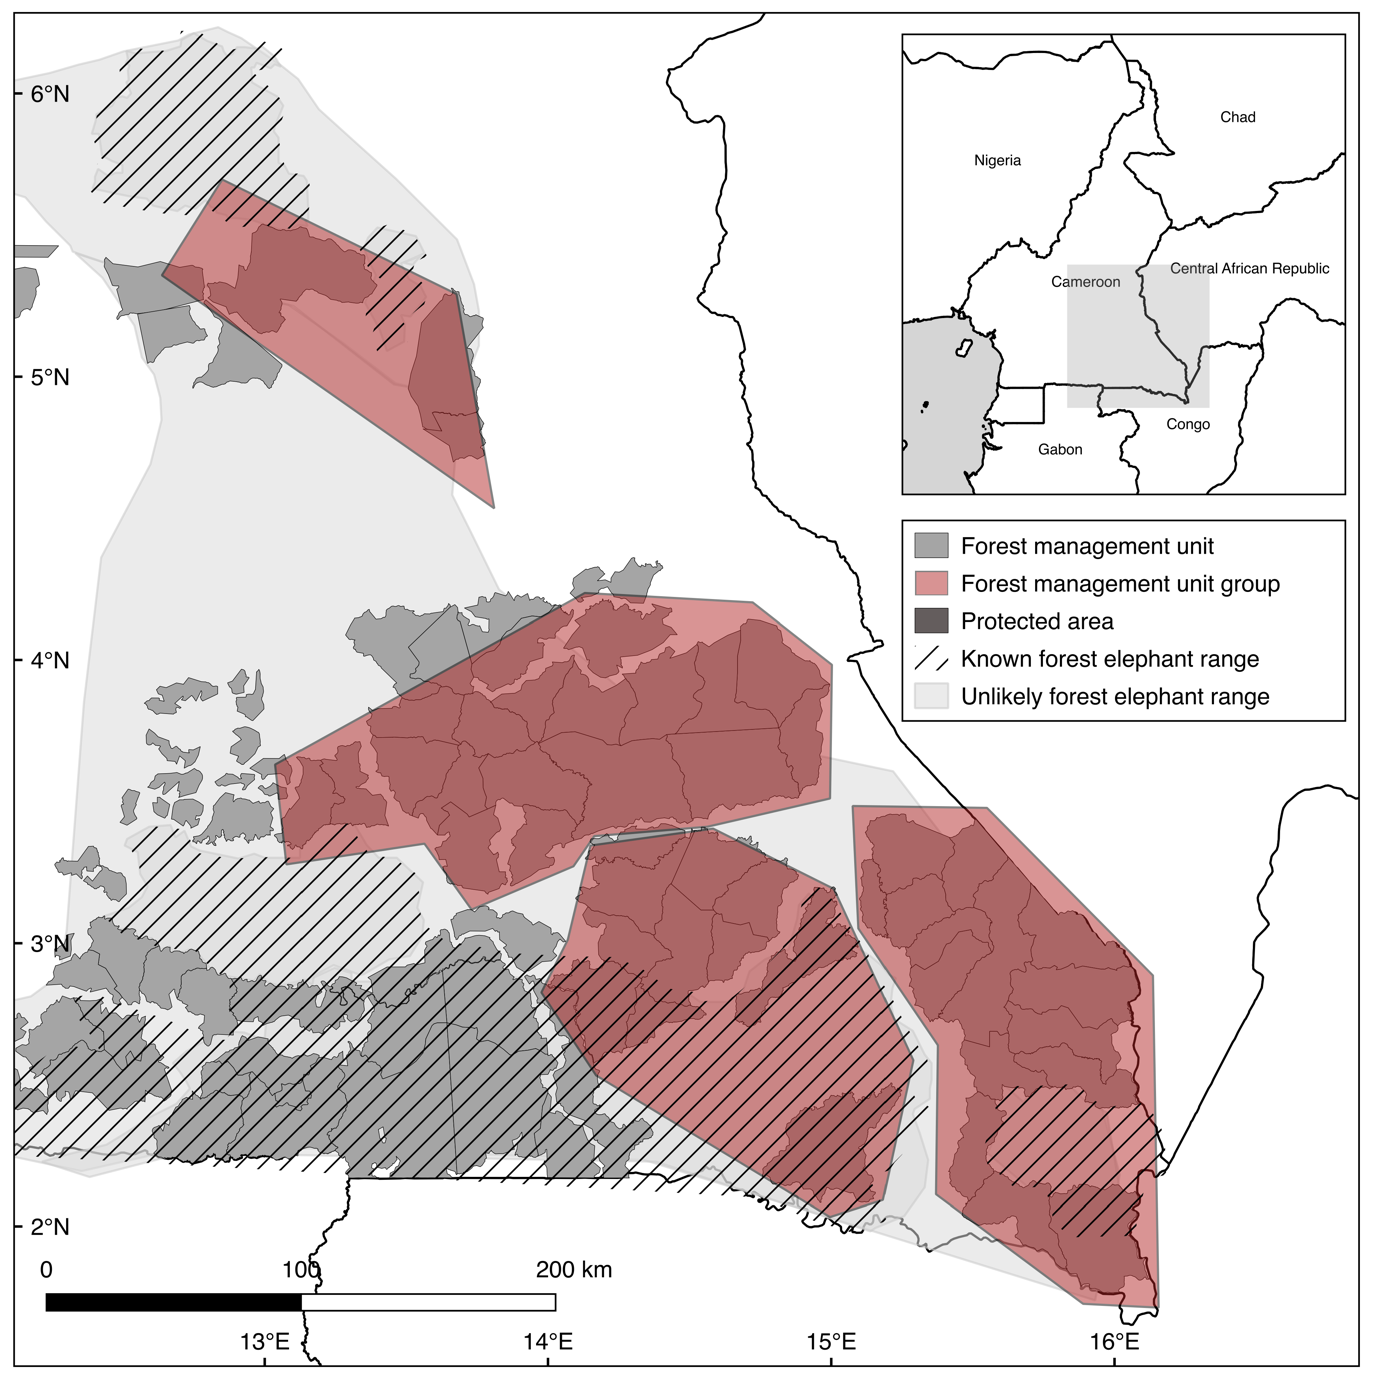 6°N
5°N
4°N
3°N
2°N
Chad
Nigeria
Central African Republic
Cameroon
Congo
Gabon
Forest management unit
Forest management unit group
Protected area
Known forest elephant range
Unlikely forest elephant range
0 100 200 km
13°E 14°E 15°E 16°E